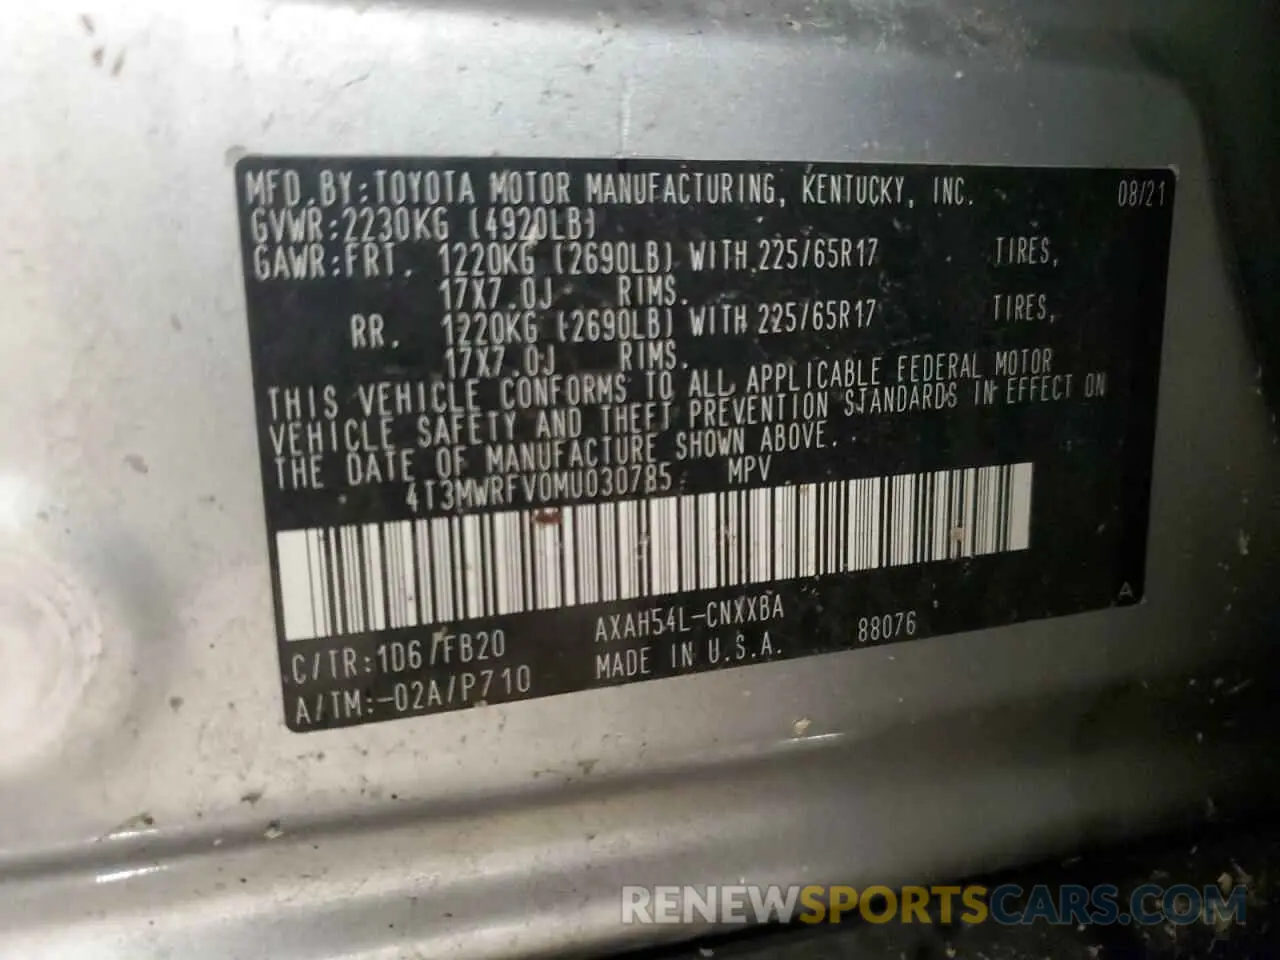 MFD.BY:TOYOTA MOTOR MANUFACTURING, KENTUCKY, INC. 08/21
GVWR:2230KG (4920LB)
GAWR:FRT. 1220KG (2690LB) WITH 225/65R17 TIRES,
17X7.0J RIMS.
RR. 1220KG (2690LB) WITH 225/65R17 TIRES,
17X7.0J RIMS.
THIS VEHICLE CONFORMS TO ALL APPLICABLE FEDERAL MOTOR
VEHICLE SAFETY AND THEFT PREVENTION STANDARDS IN EFFECT ON
THE DATE OF MANUFACTURE SHOWN ABOVE.
4T3MWRFV0MU030785 MPV
A
C/TR:1D6/FB20 AXAH54L-CNXXBA
A/TM:-02A/P710 MADE IN U.S.A. 88076
RENEWSPORTSCARS.COM